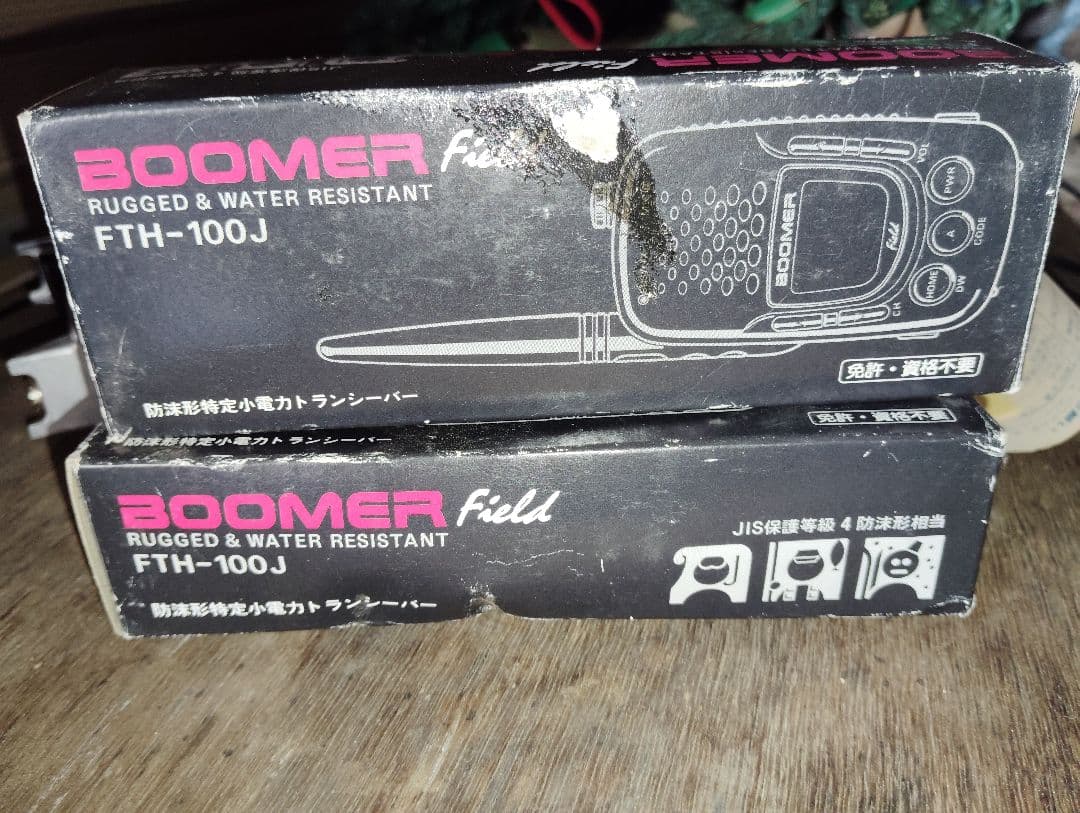 BOOMER Field
BOOMER Field
RUGGED & WATER RESISTANT
FTH-100J
VOL
PWR
A
CODE
HOME
DW
CH
BOOMER
Field
免許・資格不要
防沫形特定小電力トランシーバー
防沫形特定小電力トランシーバー
免許・資格不要
BOOMER Field
RUGGED & WATER RESISTANT
FTH-100J
JIS保護等級 4 防沫形相当
防沫形特定小電力トランシーバー